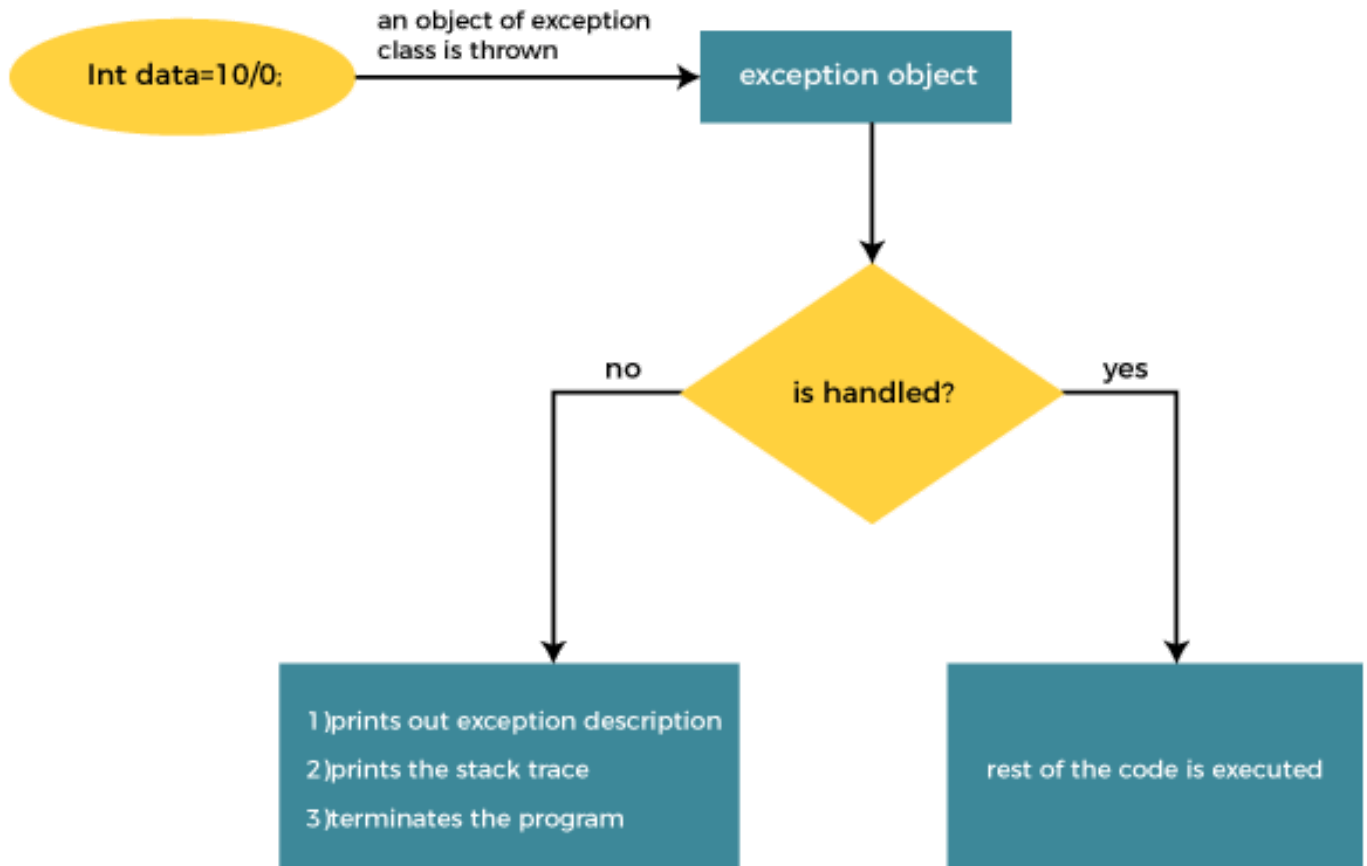 an object of exception
class is thrown
Int data=10/0;
exception object
no
yes
is handled?
1)prints out exception description
2)prints the stack trace
3)terminates the program
rest of the code is executed